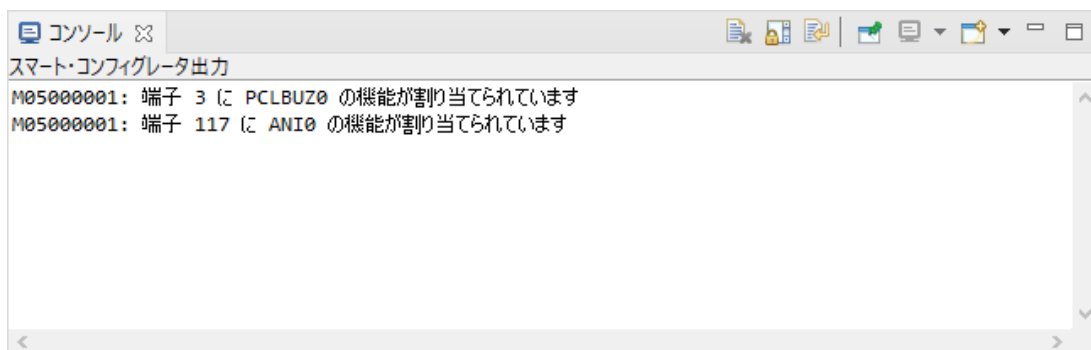 コンソール
スマート・コンフィグレータ出力
M05000001: 端子 3 に PCLBUZ0 の機能が割り当てられています
M05000001: 端子 117 に ANI0 の機能が割り当てられています